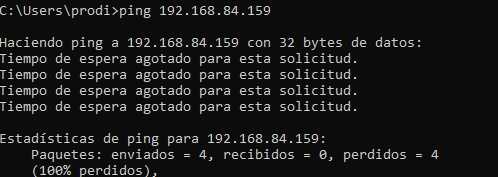 C:\Users\prodi>ping 192.168.84.159
Haciendo ping a 192.168.84.159 con 32 bytes de datos:
Tiempo de espera agotado para esta solicitud.
Tiempo de espera agotado para esta solicitud.
Tiempo de espera agotado para esta solicitud.
Tiempo de espera agotado para esta solicitud.
Estadísticas de ping para 192.168.84.159:
Paquetes: enviados = 4, recibidos = 0, perdidos = 4
(100% perdidos),